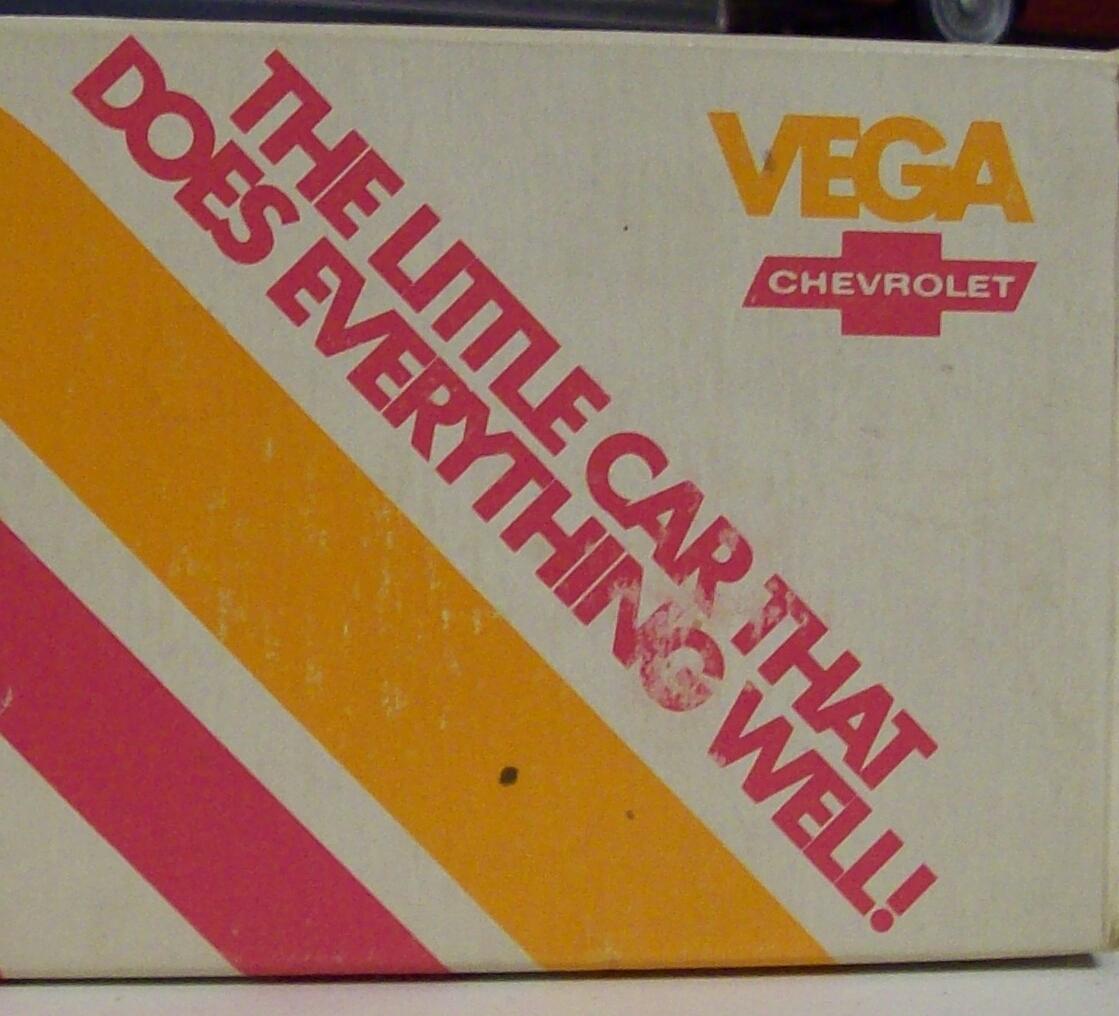 THE LITTLE CAR THAT
DOES EVERYTHING WELL!
VEGA
CHEVROLET